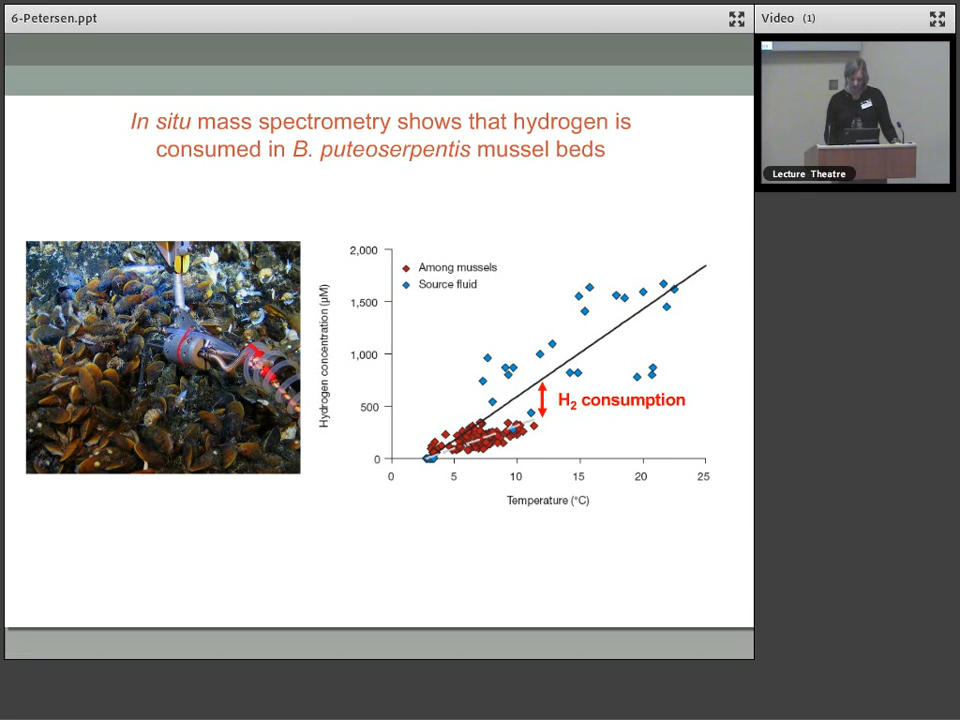 6-Petersen.ppt
Video (1)
In situ mass spectrometry shows that hydrogen is
consumed in B. puteoserpentis mussel beds
Lecture Theatre
Hydrogen concentration (µM)
2,000
1,500
1,000
500
0
Among mussels
Source fluid
H2 consumption
0 5 10 15 20 25
Temperature (°C)